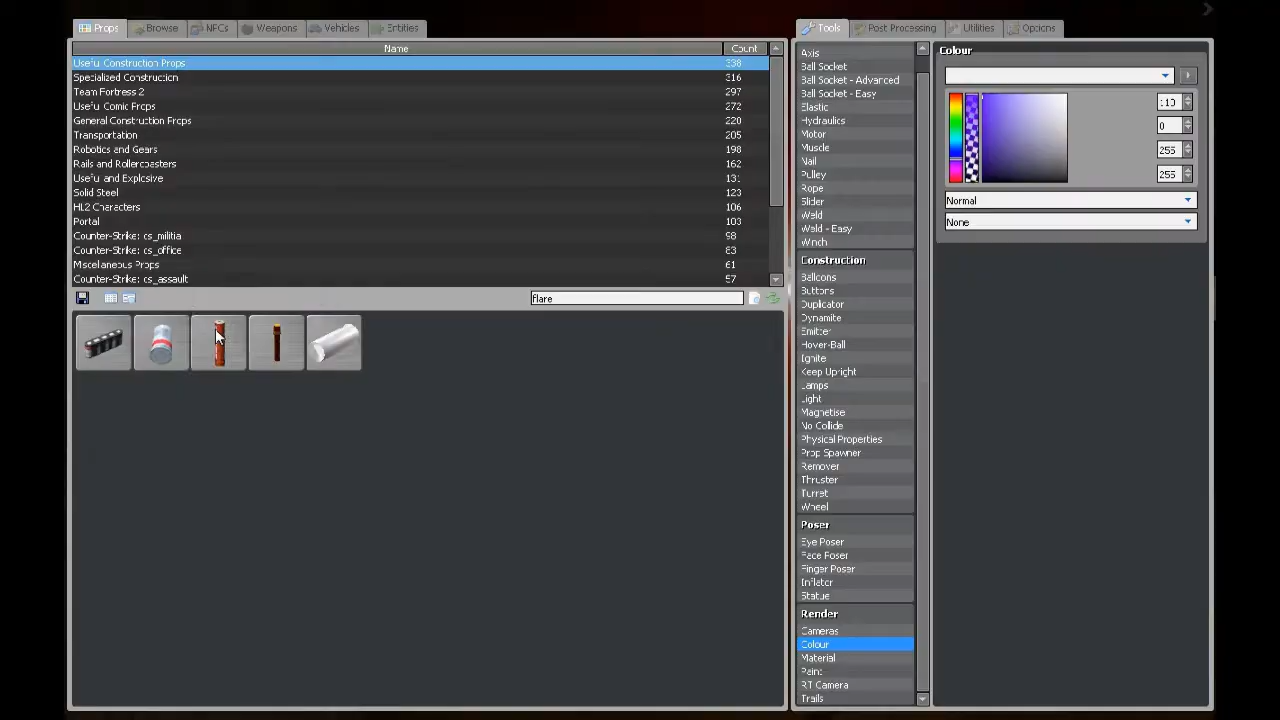 Props Browse NPCs Weapons Vehicles Entities
Name Count
Useful Construction Props 338
Specialized Construction 316
Team Fortress 2 297
Useful Comic Props 272
General Construction Props 220
Transportation 205
Robotics and Gears 198
Rails and Rollercoasters 162
Useful and Explosive 131
Solid Steel 123
HL2 Characters 106
Portal 103
Counter-Strike: cs_militia 98
Counter-Strike: cs_office 83
Miscellaneous Props 61
Counter-Strike: cs_assault 57
flare
Tools Post Processing Utilities Options
Axis
Ball Socket
Ball Socket - Advanced
Ball Socket - Easy
Elastic
Hydraulics
Motor
Muscle
Nail
Pulley
Rope
Slider
Weld
Weld - Easy
Winch
Construction
Balloons
Buttons
Duplicator
Dynamite
Emitter
Hover-Ball
Ignite
Keep Upright
Lamps
Light
Magnetise
No Collide
Physical Properties
Prop Spawner
Remover
Thruster
Turret
Wheel
Poser
Eye Poser
Face Poser
Finger Poser
Inflator
Statue
Render
Cameras
Colour
Material
Paint
RT Camera
Trails
Colour
110
0
255
255
Normal
None